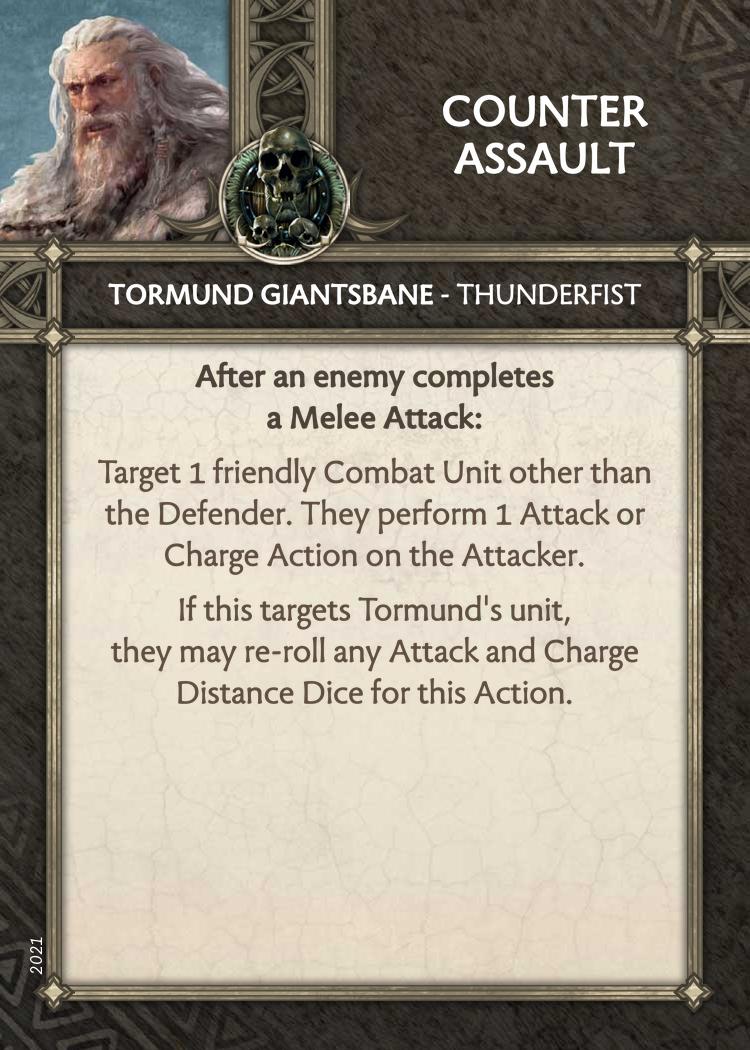 COUNTER
ASSAULT
TORMUND GIANTSBANE - THUNDERFIST
After an enemy completes
a Melee Attack:
Target 1 friendly Combat Unit other than
the Defender. They perform 1 Attack or
Charge Action on the Attacker.
If this targets Tormund's unit,
they may re-roll any Attack and Charge
Distance Dice for this Action.
2021